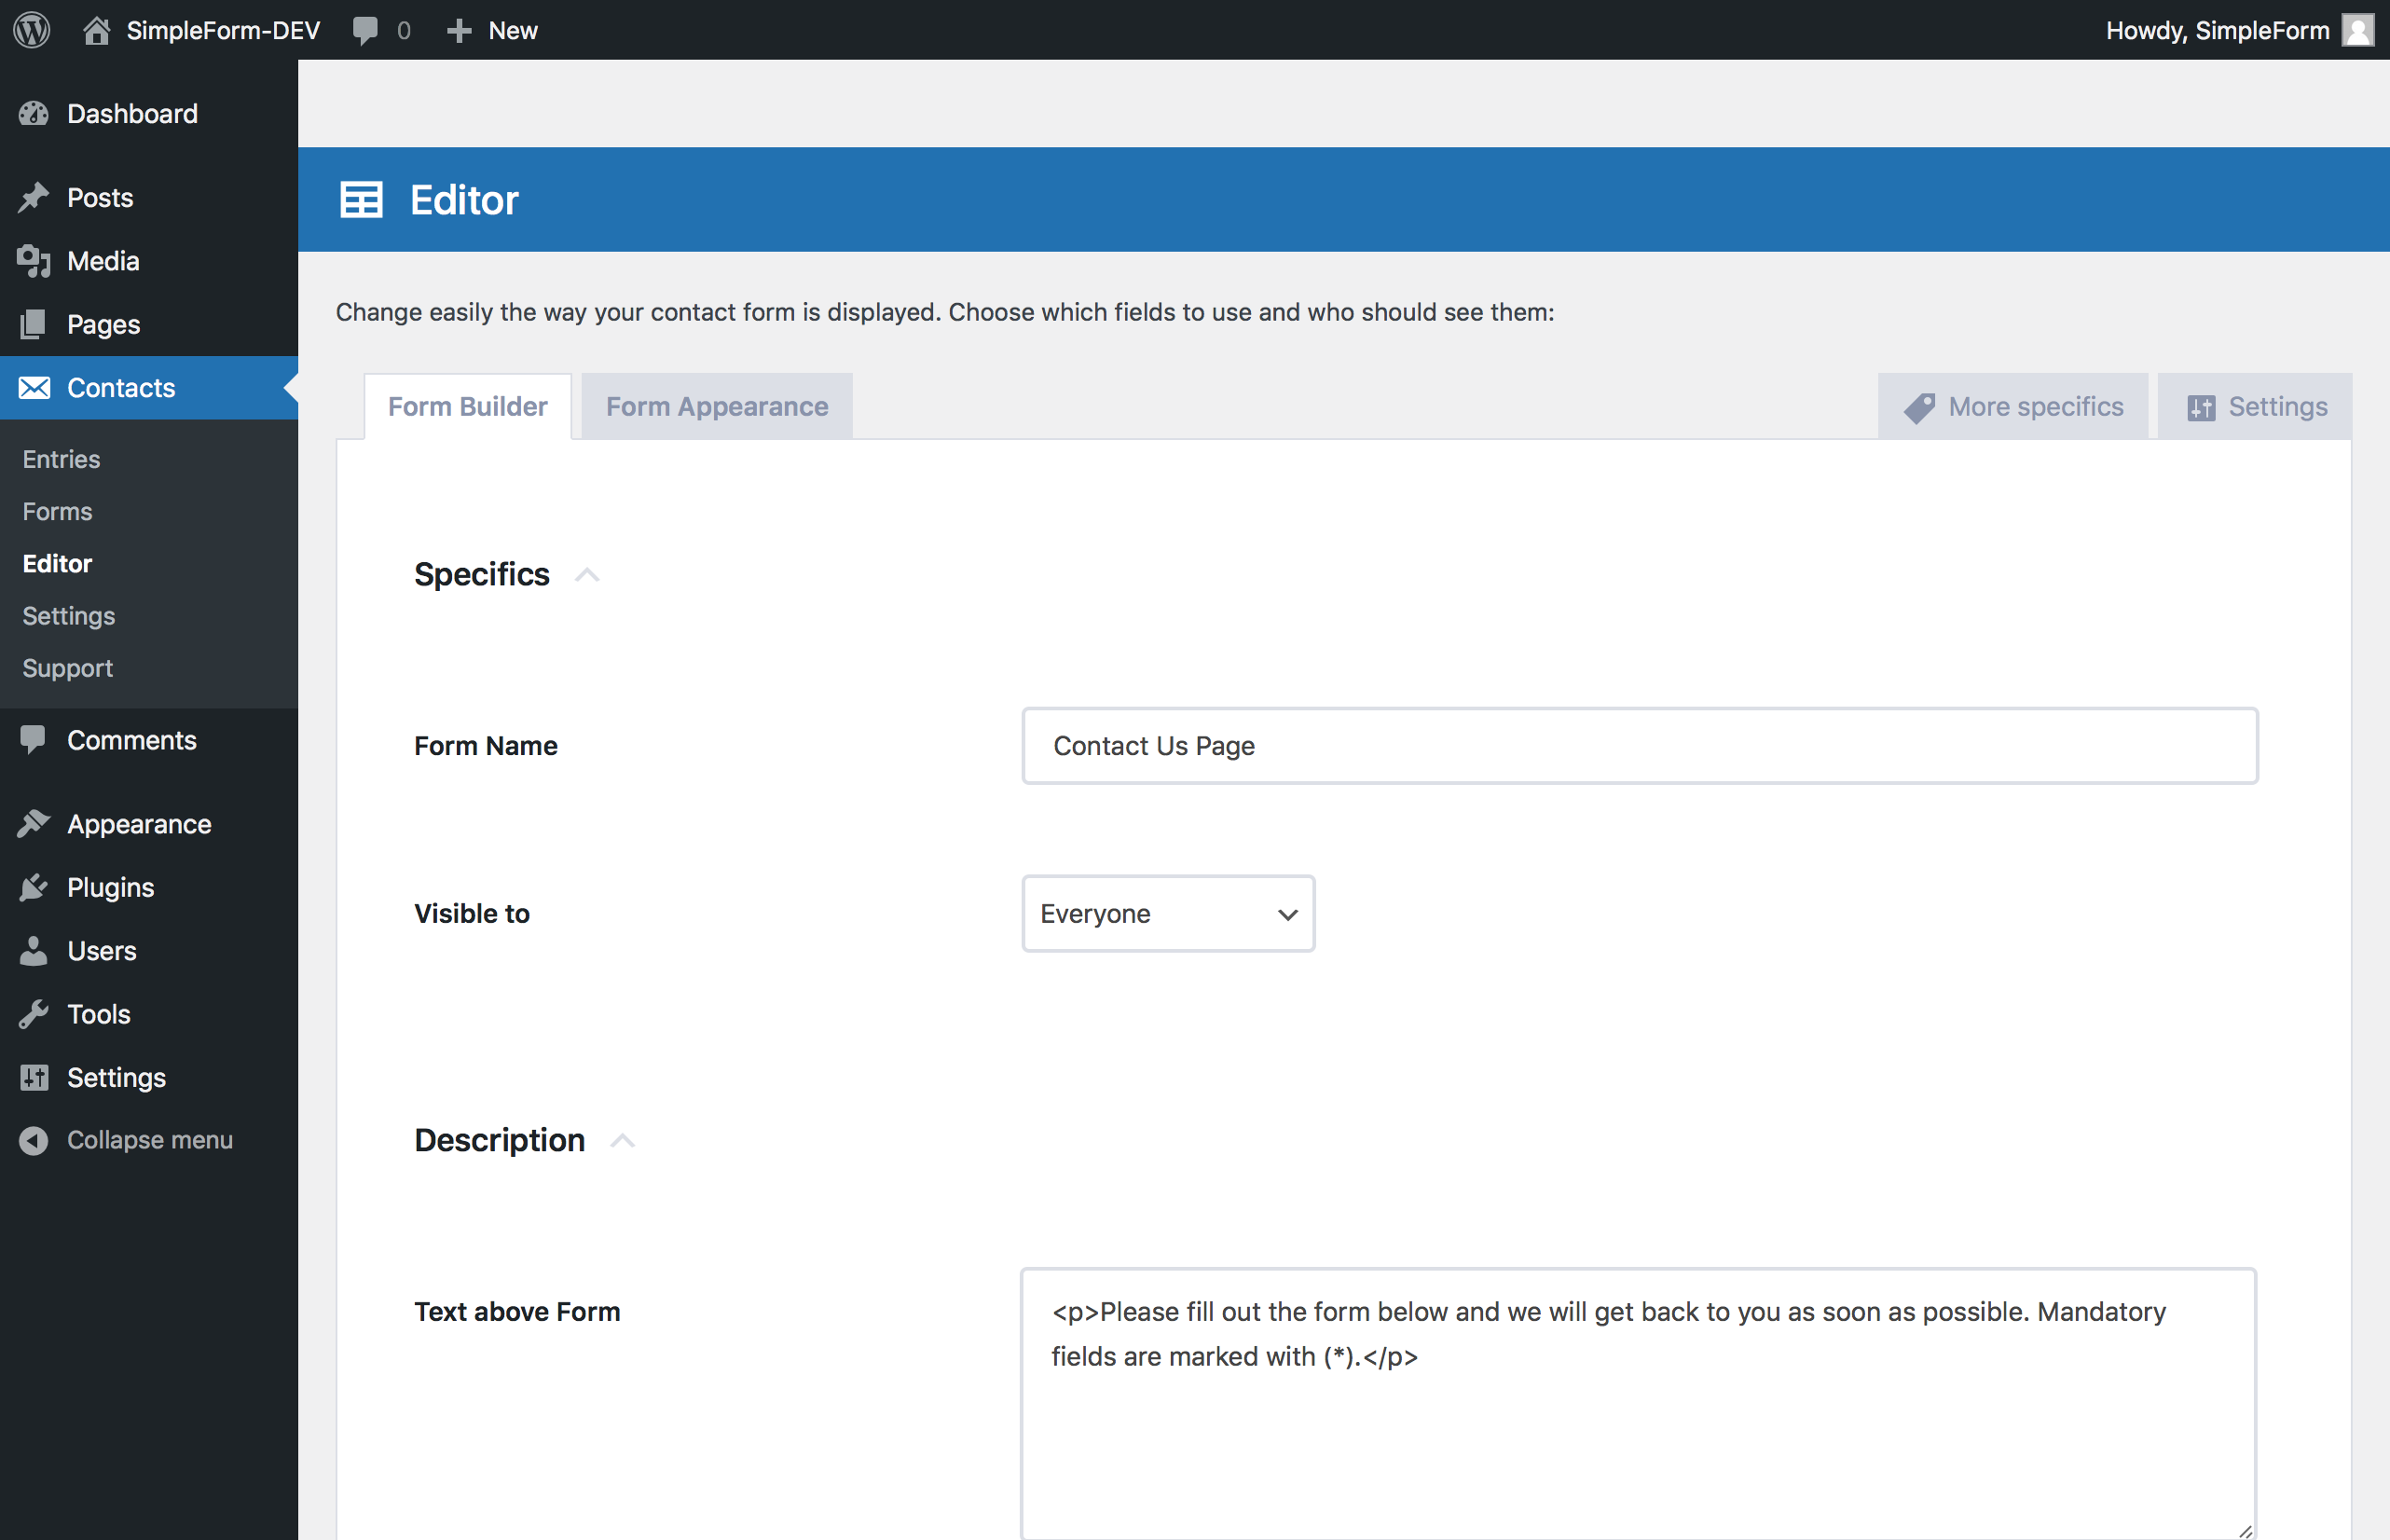 SimpleForm-DEV 0 New Howdy, SimpleForm
Dashboard
Posts
Media
Pages
Contacts
Entries
Forms
Editor
Settings
Support
Comments
Appearance
Plugins
Users
Tools
Settings
Collapse menu
Editor
Change easily the way your contact form is displayed. Choose which fields to use and who should see them:
Form Builder Form Appearance More specifics Settings
Specifics
Form Name Contact Us Page
Visible to Everyone
Description
Text above Form <p>Please fill out the form below and we will get back to you as soon as possible. Mandatory
fields are marked with (*).</p>